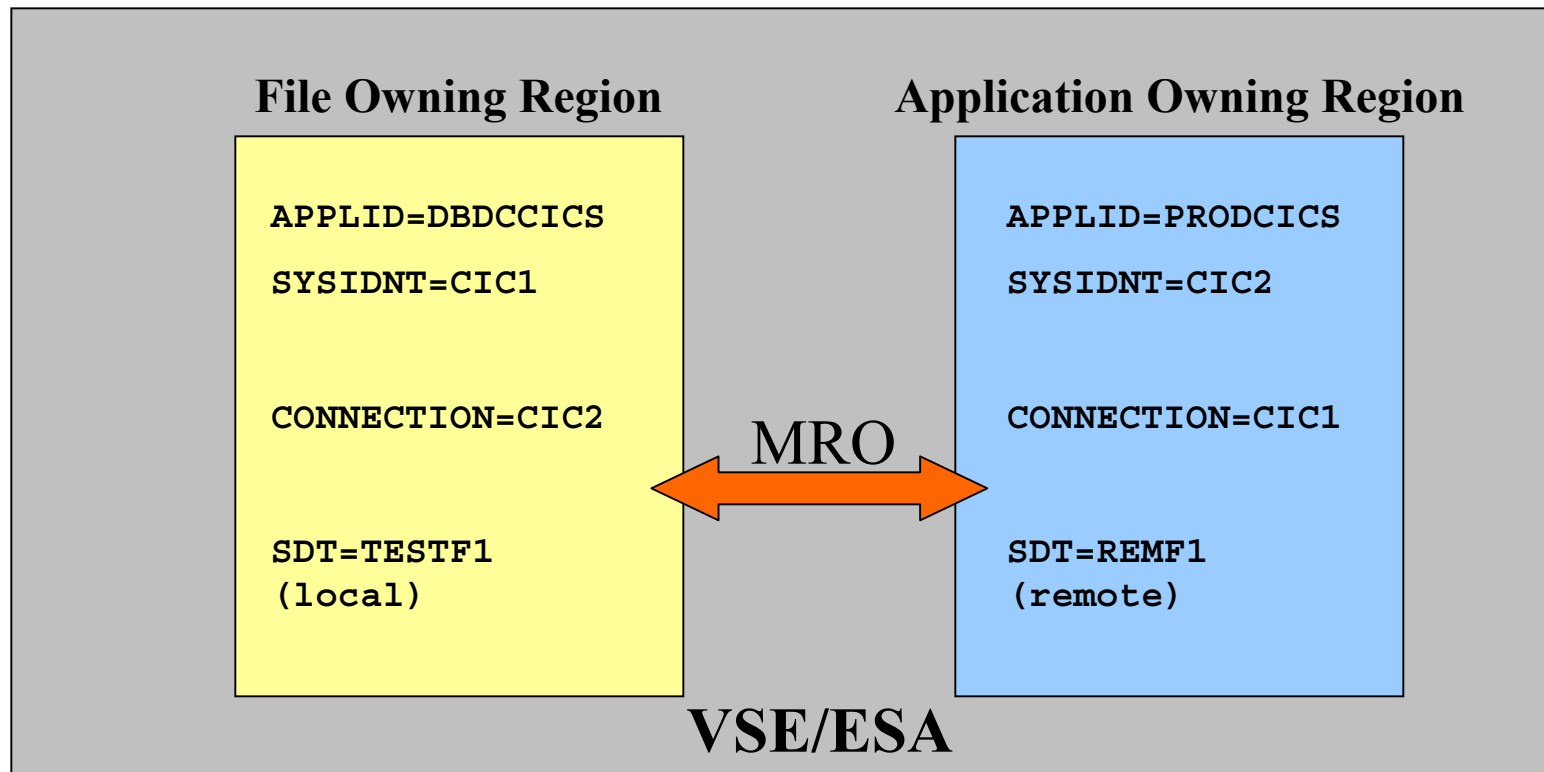 File Owning Region
APPLID=DBDCCICS
SYSIDNT=CIC1
CONNECTION=CIC2
SDT=TESTF1
(local)
MRO
Application Owning Region
APPLID=PRODCICS
SYSIDNT=CIC2
CONNECTION=CIC1
SDT=REMF1
(remote)
VSE/ESA